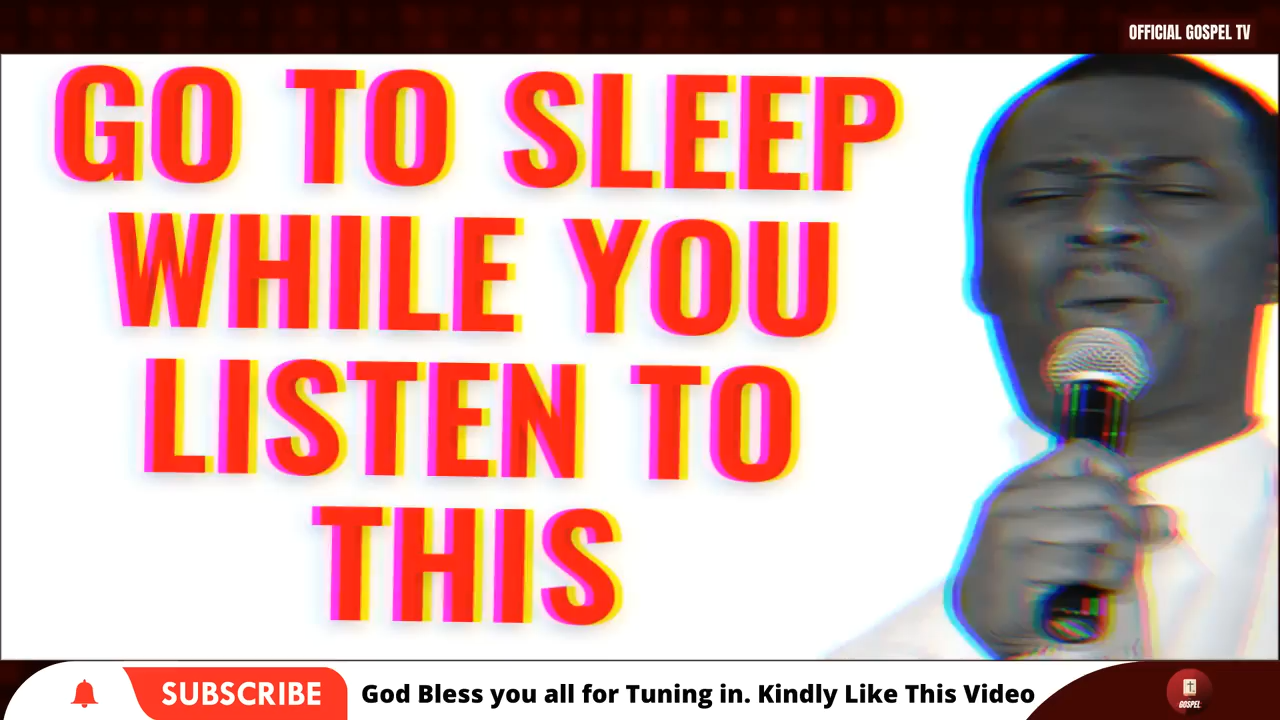 OFFICIAL GOSPEL TV
GO TO SLEEP
WHILE YOU
LISTEN TO
THIS
SUBSCRIBE
God Bless you all for Tuning in. Kindly Like This Video
GOSPEL